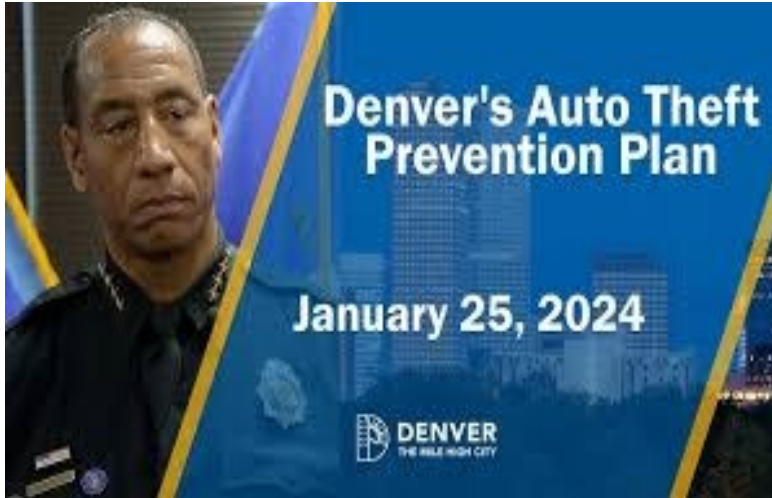 Denver's Auto Theft
Prevention Plan
January 25, 2024
DENVER
THE MILE HIGH CITY